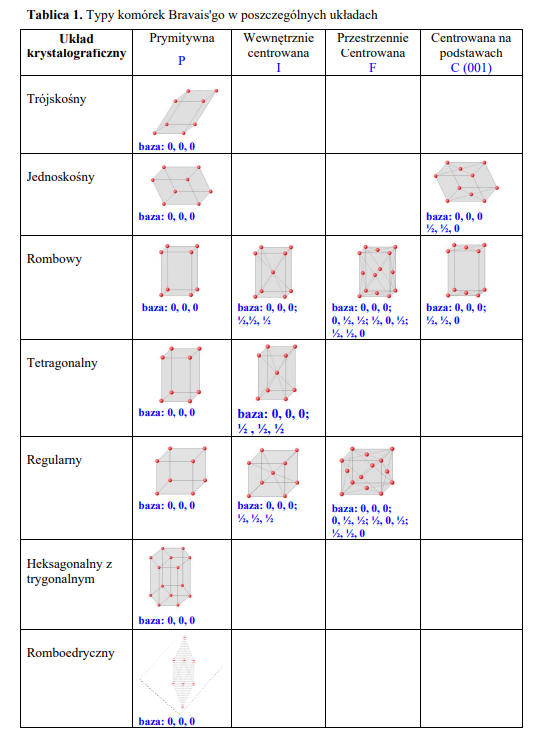 Tablica 1. Typy komórek Bravais'go w poszczególnych układach
Układ
krystalograficzny
Prymitywna
P
Wewnętrznie
centrowana
I
Przestrzennie
Centrowana
F
Centrowana na
podstawach
C (001)
Trójskośny
baza: 0, 0, 0
Jednoskośny
baza: 0, 0, 0
baza: 0, 0, 0
½, ½, 0
Rombowy
baza: 0, 0, 0
baza: 0, 0, 0;
½,½, ½
baza: 0, 0, 0;
0, ½, ½; ½, 0, ½;
½, ½, 0
baza: 0, 0, 0;
½, ½, 0
Tetragonalny
baza: 0, 0, 0
baza: 0, 0, 0;
½ , ½, ½
Regularny
baza: 0, 0, 0
baza: 0, 0, 0;
½, ½, ½
baza: 0, 0, 0;
0, ½, ½; ½, 0, ½;
½, ½, 0
Heksagonalny z
trygonalnym
baza: 0, 0, 0
Romboedryczny
baza: 0, 0, 0